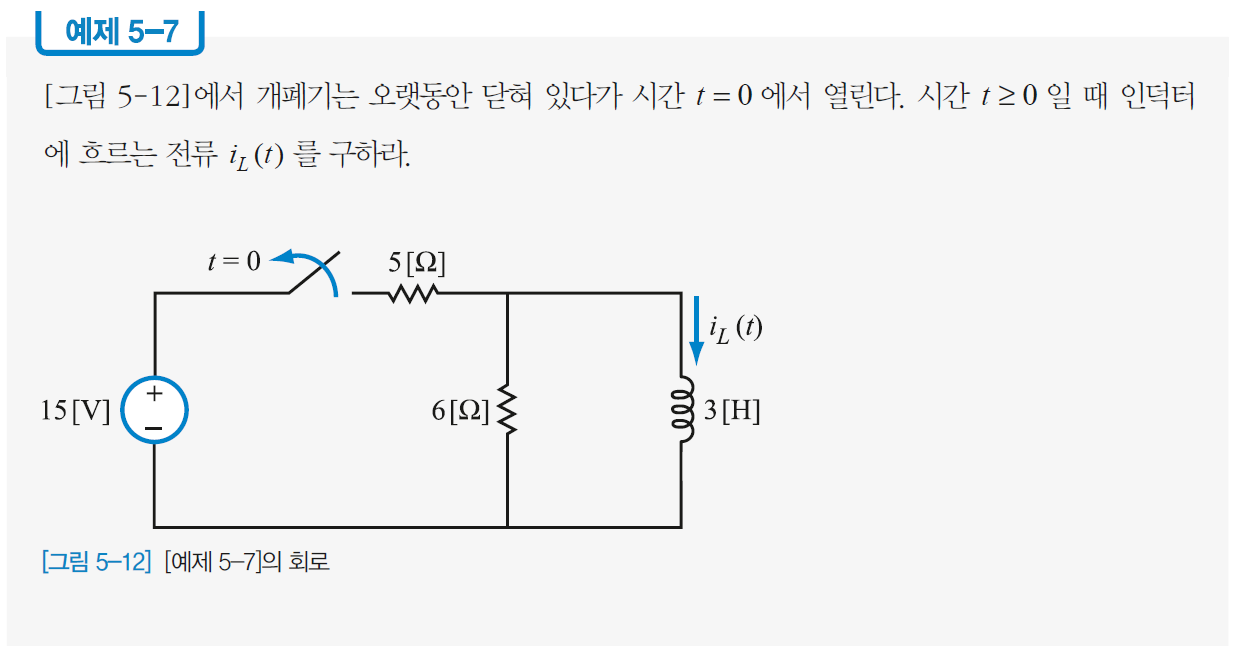 예제 5-7
[그림 5-12]에서 개폐기는 오랫동안 닫혀 있다가 시간 t = 0 에서 열린다. 시간 t ≥ 0 일 때 인덕터
에 흐르는 전류 i_L(t) 를 구하라.
t = 0
5[Ω]
i_L(t)
+
15[V]
6[Ω]
3[H]
−
[그림 5-12] [예제 5-7]의 회로